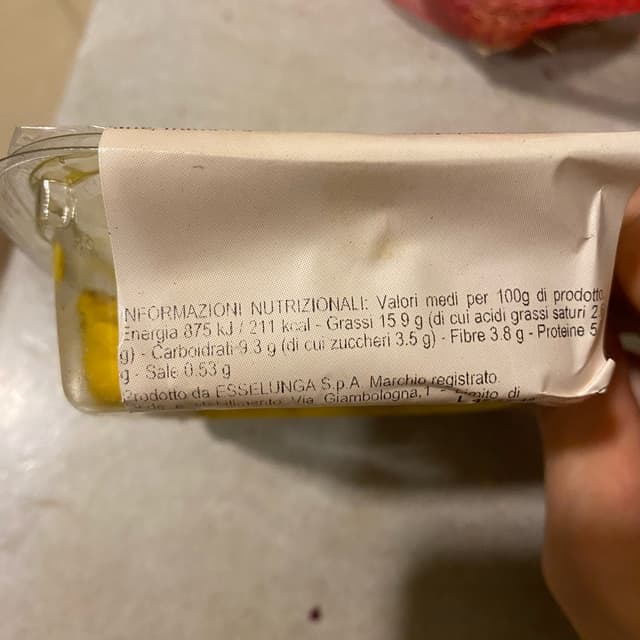 INFORMAZIONI NUTRIZIONALI: Valori medi per 100g di prodotto
Energia 875 kJ / 211 kcal - Grassi 15.9 g (di cui acidi grassi saturi 2.
g) - Carboidrati 9.3 g (di cui zuccheri 3.5 g) - Fibre 3.8 g - Proteine 5
g - Sale 0.53 g
Prodotto da ESSELUNGA S.p.A. Marchio registrato.
Via Giambologna, 1 di